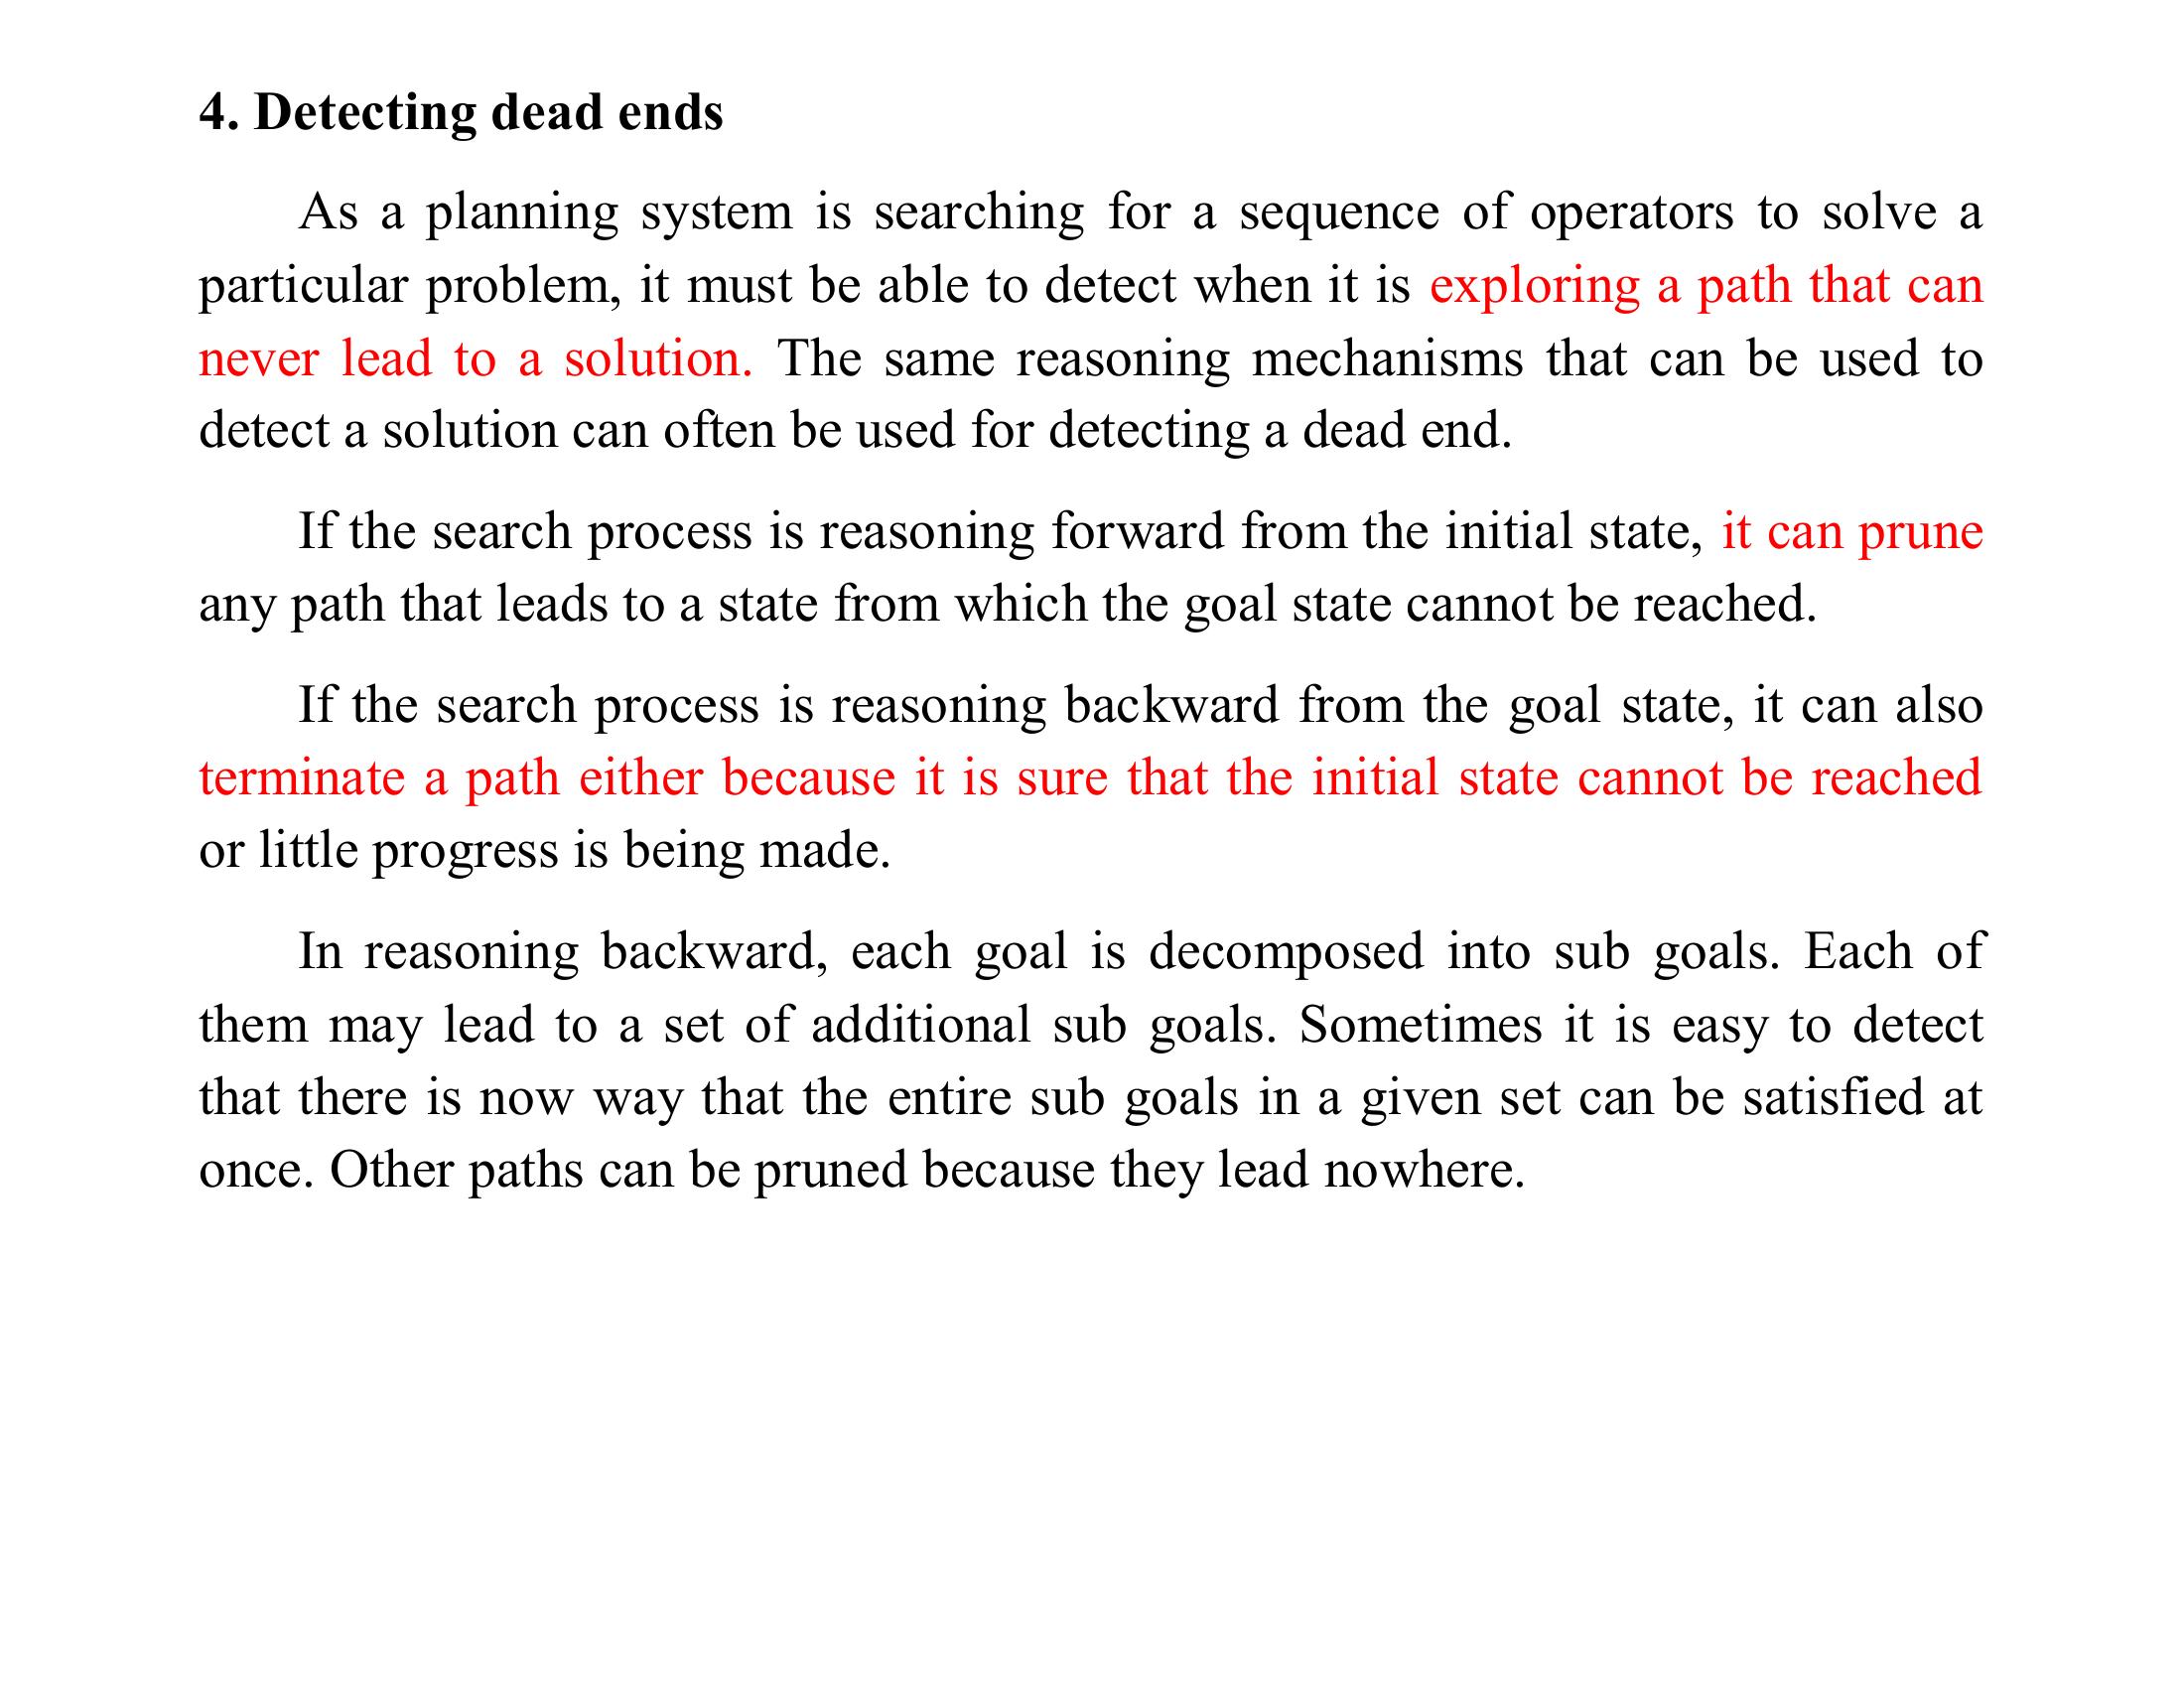 4. Detecting dead ends
As a planning system is searching for a sequence of operators to solve a
particular problem, it must be able to detect when it is exploring a path that can
never lead to a solution. The same reasoning mechanisms that can be used to
detect a solution can often be used for detecting a dead end.
If the search process is reasoning forward from the initial state, it can prune
any path that leads to a state from which the goal state cannot be reached.
If the search process is reasoning backward from the goal state, it can also
terminate a path either because it is sure that the initial state cannot be reached
or little progress is being made.
In reasoning backward, each goal is decomposed into sub goals. Each of
them may lead to a set of additional sub goals. Sometimes it is easy to detect
that there is now way that the entire sub goals in a given set can be satisfied at
once. Other paths can be pruned because they lead nowhere.